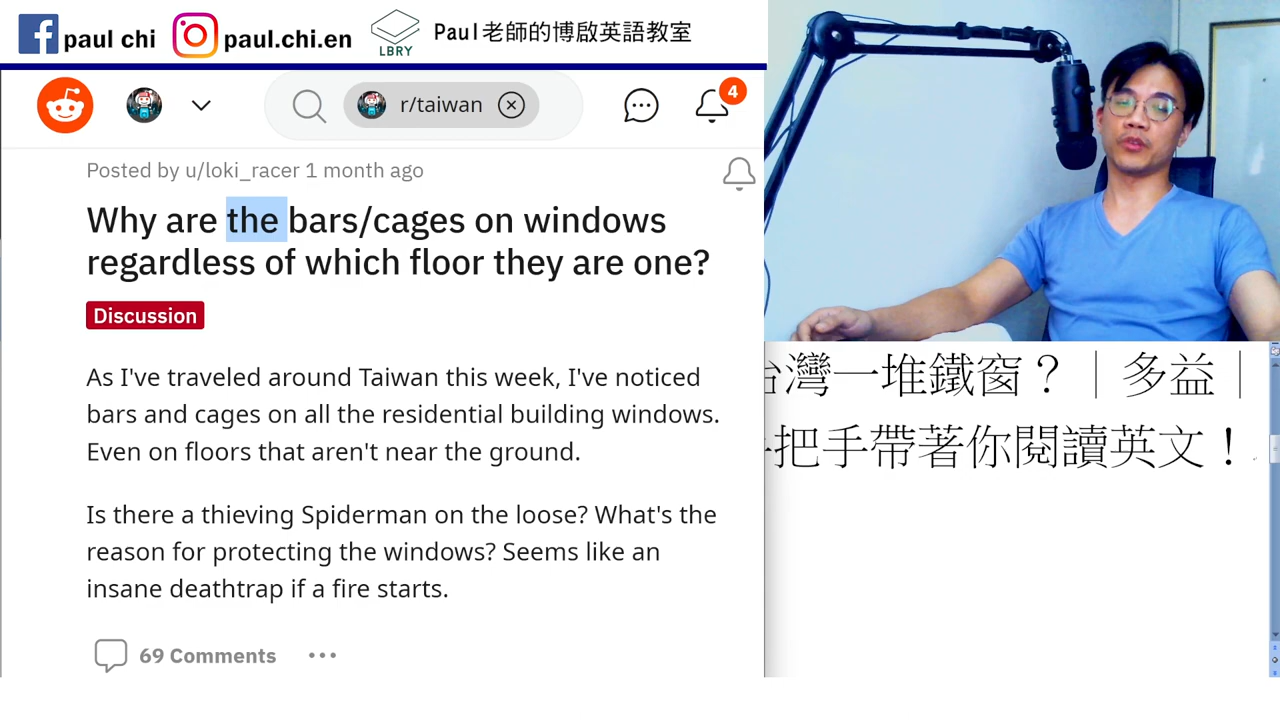 paul chi
paul.chi.en
LBRY
Paul老師的博啟英語教室
r/taiwan
4
Posted by u/loki_racer 1 month ago
Why are the bars/cages on windows
regardless of which floor they are one?
Discussion
As I've traveled around Taiwan this week, I've noticed
bars and cages on all the residential building windows.
Even on floors that aren't near the ground.
Is there a thieving Spiderman on the loose? What's the
reason for protecting the windows? Seems like an
insane deathtrap if a fire starts.
69 Comments
灣一堆鐵窗？｜多益｜
把手帶著你閱讀英文！